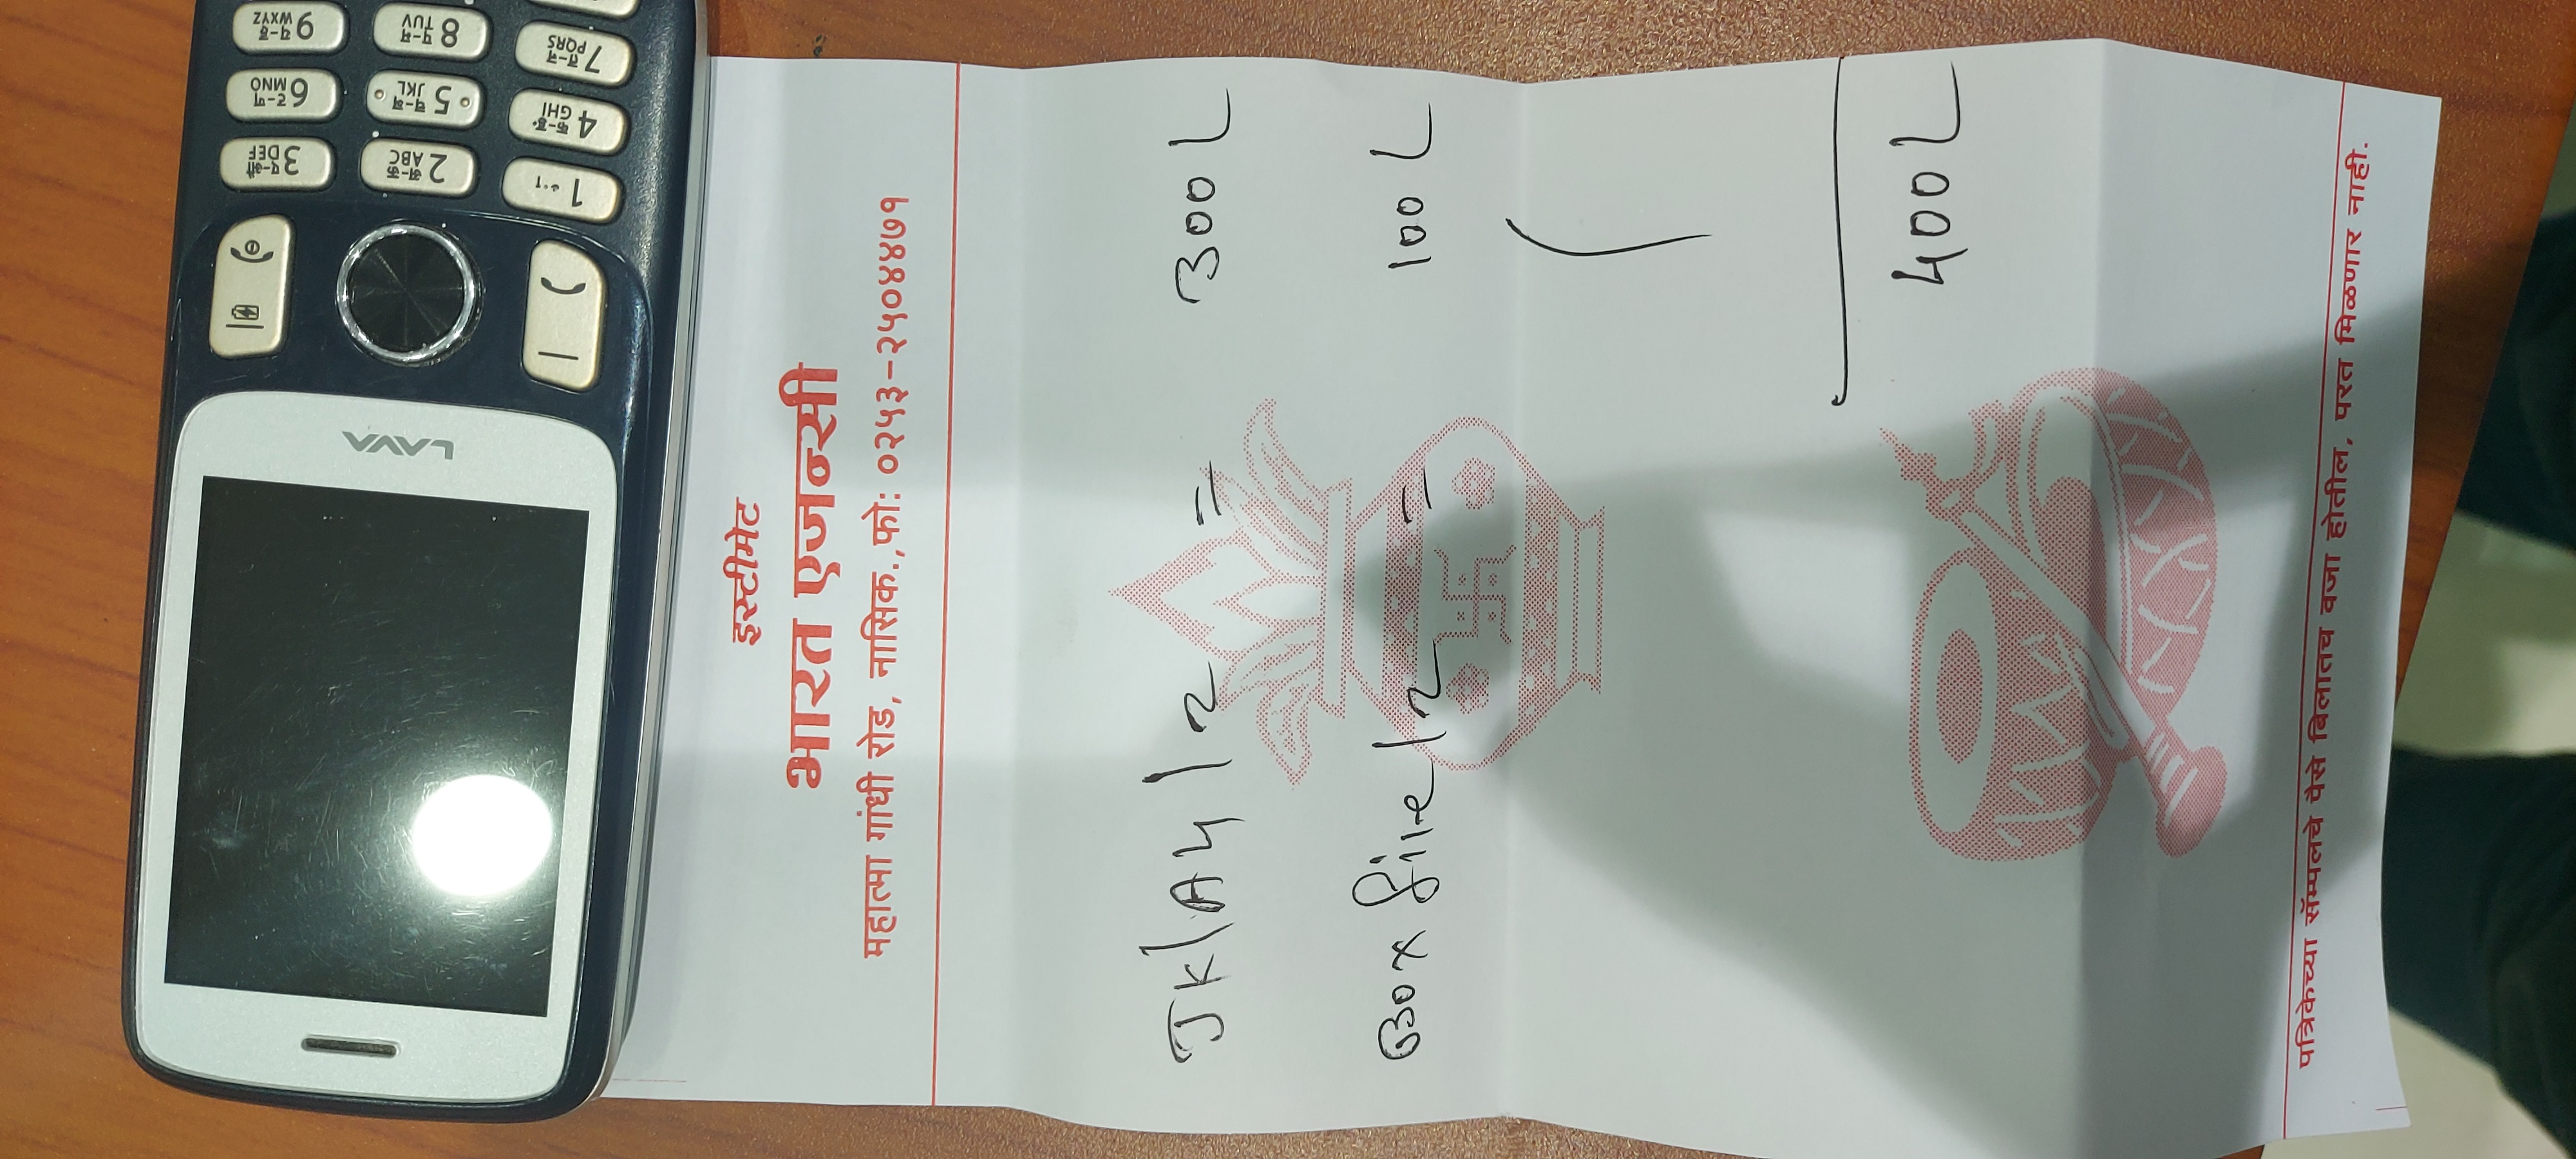 LAVA
3 ए-औ DEF
6 ट-ण MNO
9 WXYZ
2 अ-क ABC
5 JKL
8 TUV
1
4 GHI
7 त-न PQRS
इस्टीमेट
भारत एजन्सी
महात्मा गांधी रोड, नासिक.,फो: ०२५३-२५०४४७१
JK/A4/2 = 300L
Box file/2 = 100L
400L
पत्रिकेच्या सॅम्पलचे पैसे बिलातच वजा होतील, परत मिळणार नाही.